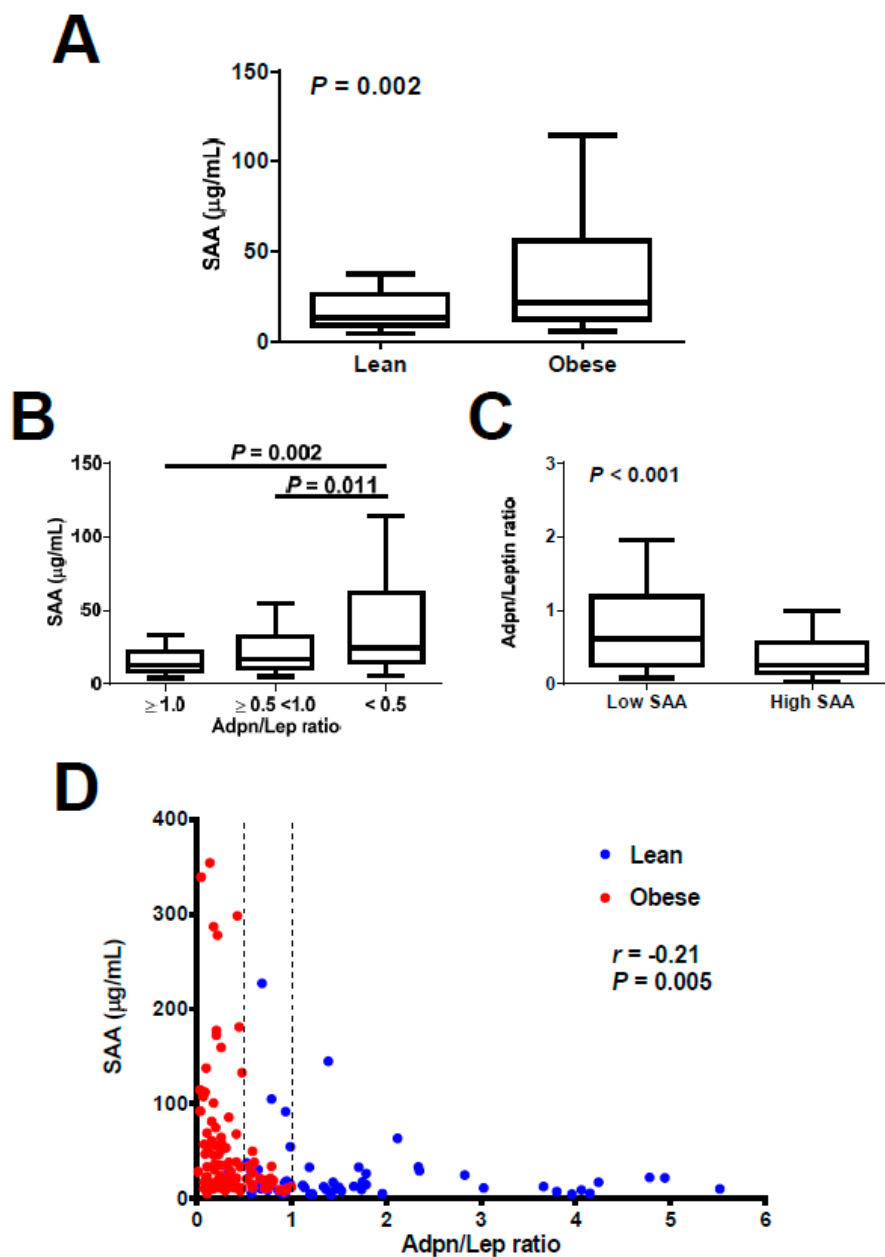 A
150
P = 0.002
100
50
0
SAA (μg/mL)
Lean Obese
B
150
P = 0.002
P = 0.011
100
50
0
SAA (μg/mL)
≥ 1.0 ≥ 0.5 <1.0 < 0.5
Adpn/Lep ratio
C
3
P < 0.001
2
1
0
Adpn/Leptin ratio
Low SAA High SAA
D
400
Lean
Obese
300
r = -0.21
P = 0.005
200
100
0
SAA (μg/mL)
0 1 2 3 4 5 6
Adpn/Lep ratio